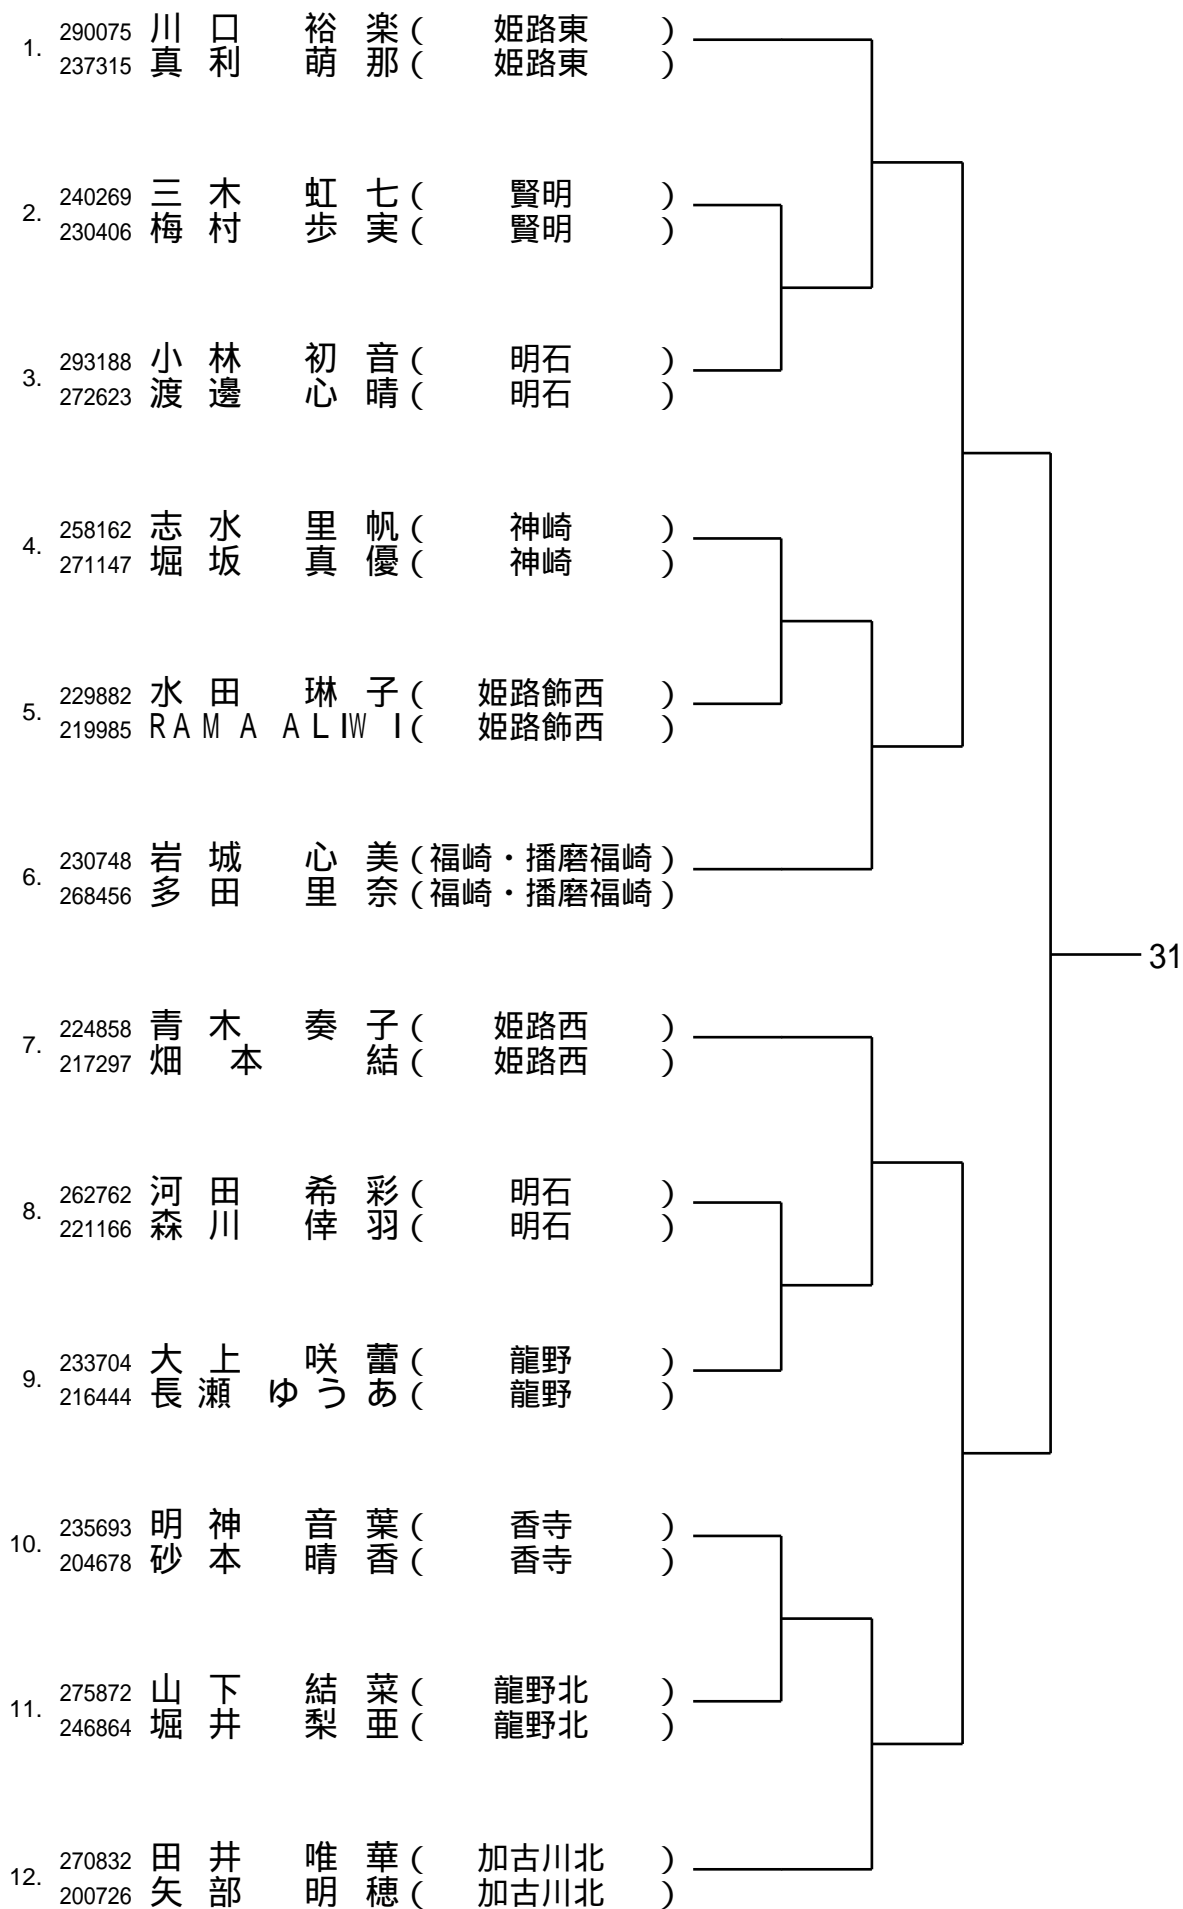 1. 290075 川口 裕楽 ( 姫路東 )
237315 真利 萌那 ( 姫路東 )
2. 240269 三木 虹七 ( 賢明 )
230406 梅村 歩実 ( 賢明 )
3. 293188 小林 初音 ( 明石 )
272623 渡邊 心晴 ( 明石 )
4. 258162 志水 里帆 ( 神崎 )
271147 堀坂 真優 ( 神崎 )
5. 229882 水田 琳子 ( 姫路飾西 )
219985 RAMA ALIWI ( 姫路飾西 )
6. 230748 岩城 心美 (福崎・播磨福崎)
268456 多田 里奈 (福崎・播磨福崎)
31
7. 224858 青木 奏子 ( 姫路西 )
217297 畑本 結 ( 姫路西 )
8. 262762 河田 希彩 ( 明石 )
221166 森川 倖羽 ( 明石 )
9. 233704 大上 咲蕾 ( 龍野 )
216444 長瀬 ゆうあ ( 龍野 )
10. 235693 明神 音葉 ( 香寺 )
204678 砂本 晴香 ( 香寺 )
11. 275872 山下 結菜 ( 龍野北 )
246864 堀井 梨亜 ( 龍野北 )
12. 270832 田井 唯華 ( 加古川北 )
200726 矢部 明穂 ( 加古川北 )